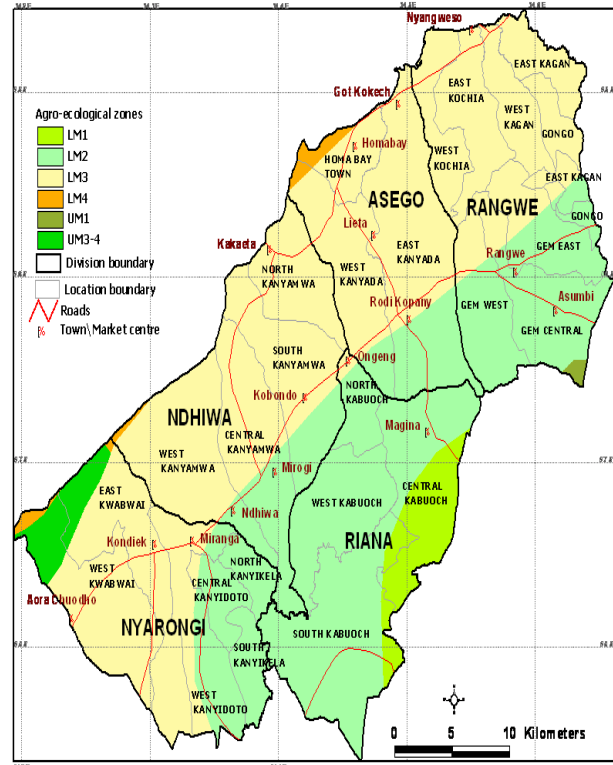 Nyangweso
EAST KAGAN
EAST
KOCHIA
Got Kokech
WEST
KAGAN
Agro-ecological zones
LM1
LM2
LM3
LM4
UM1
UM3-4
Division boundary
Location boundary
Roads
Town\Market centre
GONGO
Homabay
HOMA BAY
TOWN
WEST
KOCHIA
EAST KAGAN
ASEGO
RANGWE
GONGO
Lieta
GEM EAST
Kakaeta
EAST
KANYADA
Rangwe
NORTH
KANYAMWA
WEST
KANYADA
Asumbi
Rodi Kopany
GEM WEST
GEM CENTRAL
SOUTH
KANYAMWA
Ongeng
NORTH
KABUOCH
Kobondo
NDHIWA
Magina
CENTRAL
KANYAMWA
WEST
KANYAMWA
Mirogi
CENTRAL
KABUOCH
EAST
KWABWAI
WEST KABUOCH
Ndhiwa
RIANA
Kondiek
Miranga
NORTH
KANYIKELA
WEST
KWABWAI
CENTRAL
KANYIDOTO
NYARONGI
SOUTH KABUOCH
SOUTH
KANYIKELA
WEST
KANYIDOTO
0 5 10 Kilometers